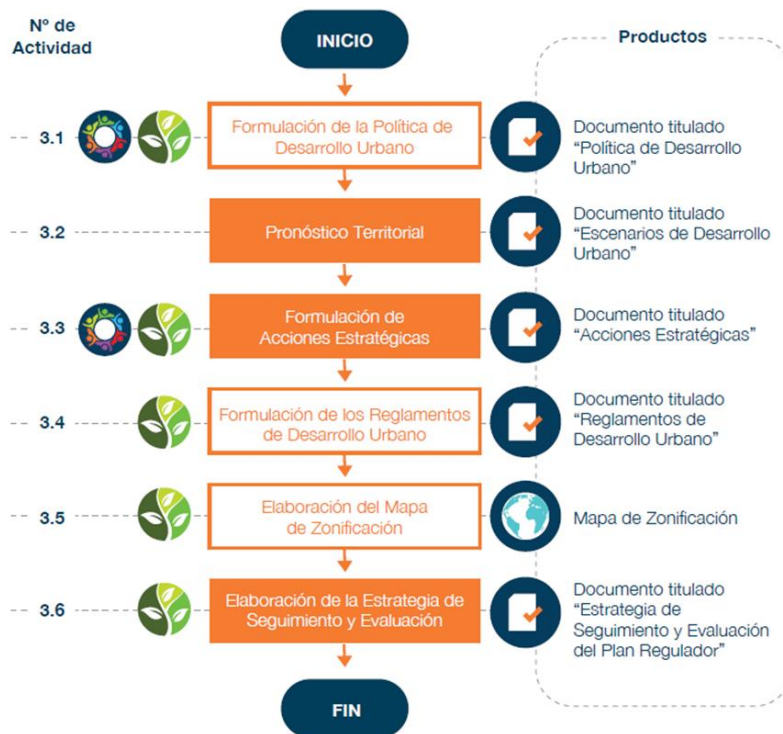 Nº de
Actividad
INICIO
Productos
3.1
Formulación de la Política de
Desarrollo Urbano
Documento titulado
“Política de Desarrollo
Urbano”
3.2
Pronóstico Territorial
Documento titulado
“Escenarios de Desarrollo
Urbano”
3.3
Formulación de
Acciones Estratégicas
Documento titulado
“Acciones Estratégicas”
3.4
Formulación de los Reglamentos
de Desarrollo Urbano
Documento titulado
“Reglamentos de
Desarrollo Urbano”
3.5
Elaboración del Mapa
de Zonificación
Mapa de Zonificación
3.6
Elaboración de la Estrategia de
Seguimiento y Evaluación
Documento titulado
“Estrategia de
Seguimiento y Evaluación
del Plan Regulador”
FIN